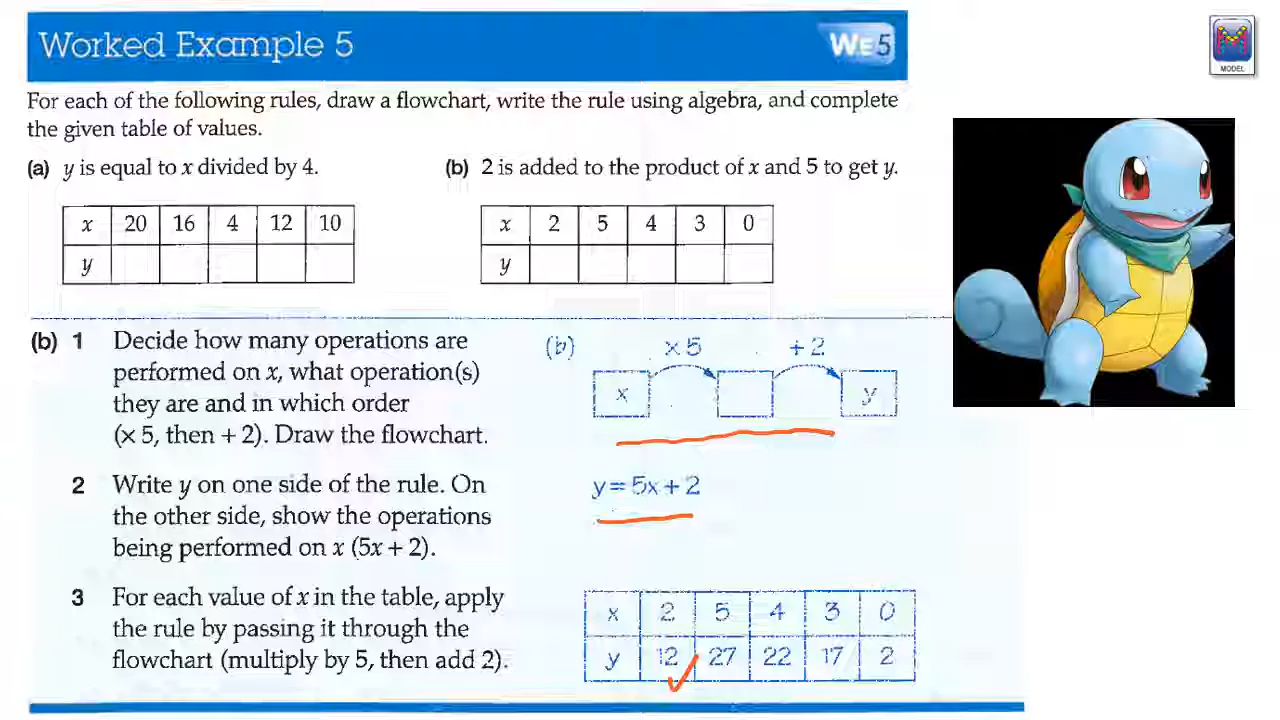 Worked Example 5
WE5
MODEL
For each of the following rules, draw a flowchart, write the rule using algebra, and complete
the given table of values.
(a) y is equal to x divided by 4.
(b) 2 is added to the product of x and 5 to get y.
x 20 16 4 12 10
y
x 2 5 4 3 0
y
(b) 1 Decide how many operations are
performed on x, what operation(s)
they are and in which order
(× 5, then + 2). Draw the flowchart.
(b) ×5 +2
x y
2 Write y on one side of the rule. On
the other side, show the operations
being performed on x (5x + 2).
y = 5x + 2
3 For each value of x in the table, apply
the rule by passing it through the
flowchart (multiply by 5, then add 2).
x 2 5 4 3 0
y 12 27 22 17 2